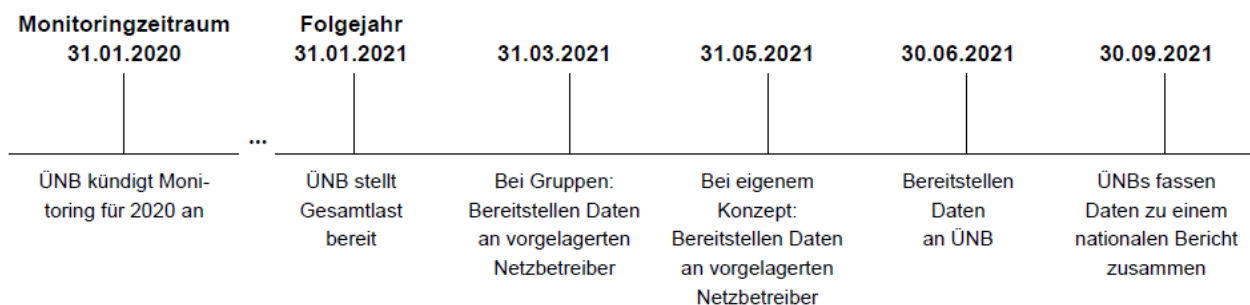 Monitoringzeitraum
31.01.2020
ÜNB kündigt Moni-
toring für 2020 an
...
Folgejahr
31.01.2021
ÜNB stellt
Gesamtlast
bereit
31.03.2021
Bei Gruppen:
Bereitstellen Daten
an vorgelagerten
Netzbetreiber
31.05.2021
Bei eigenem
Konzept:
Bereitstellen Daten
an vorgelagerten
Netzbetreiber
30.06.2021
Bereitstellen
Daten
an ÜNB
30.09.2021
ÜNBs fassen
Daten zu einem
nationalen Bericht
zusammen